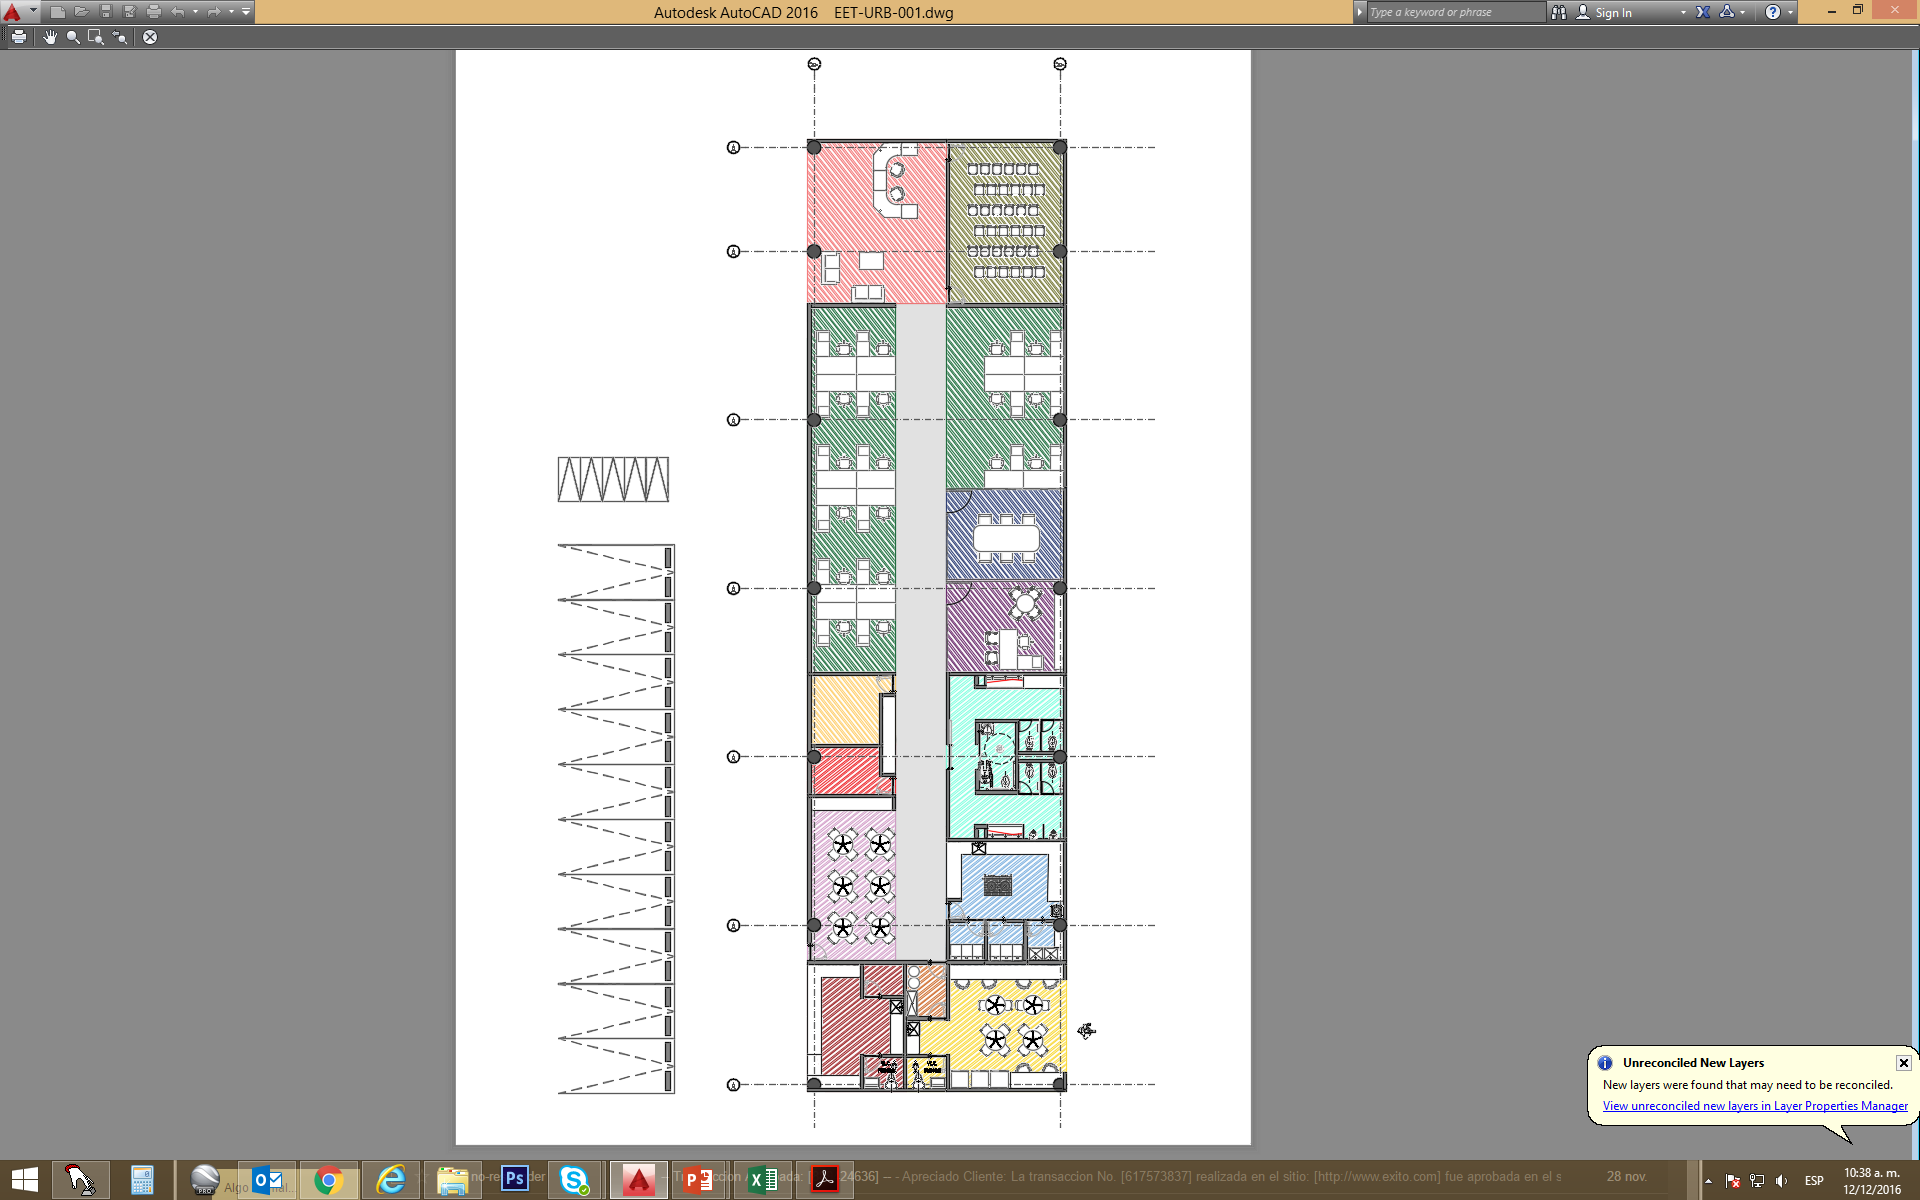 Autodesk AutoCAD 2016 EET-URB-001.dwg
Type a keyword or phrase
Sign In
Unreconciled New Layers
New layers were found that may need to be reconciled.
View unreconciled new layers in Layer Properties Manager
PRO
Ps
24636] -- - Apreciado Cliente: La transaccion No. [617573837] realizada en el sitio: [http://www.exito.com] fue aprobada en el s
28 nov.
ESP
10:38 a. m.
12/12/2016